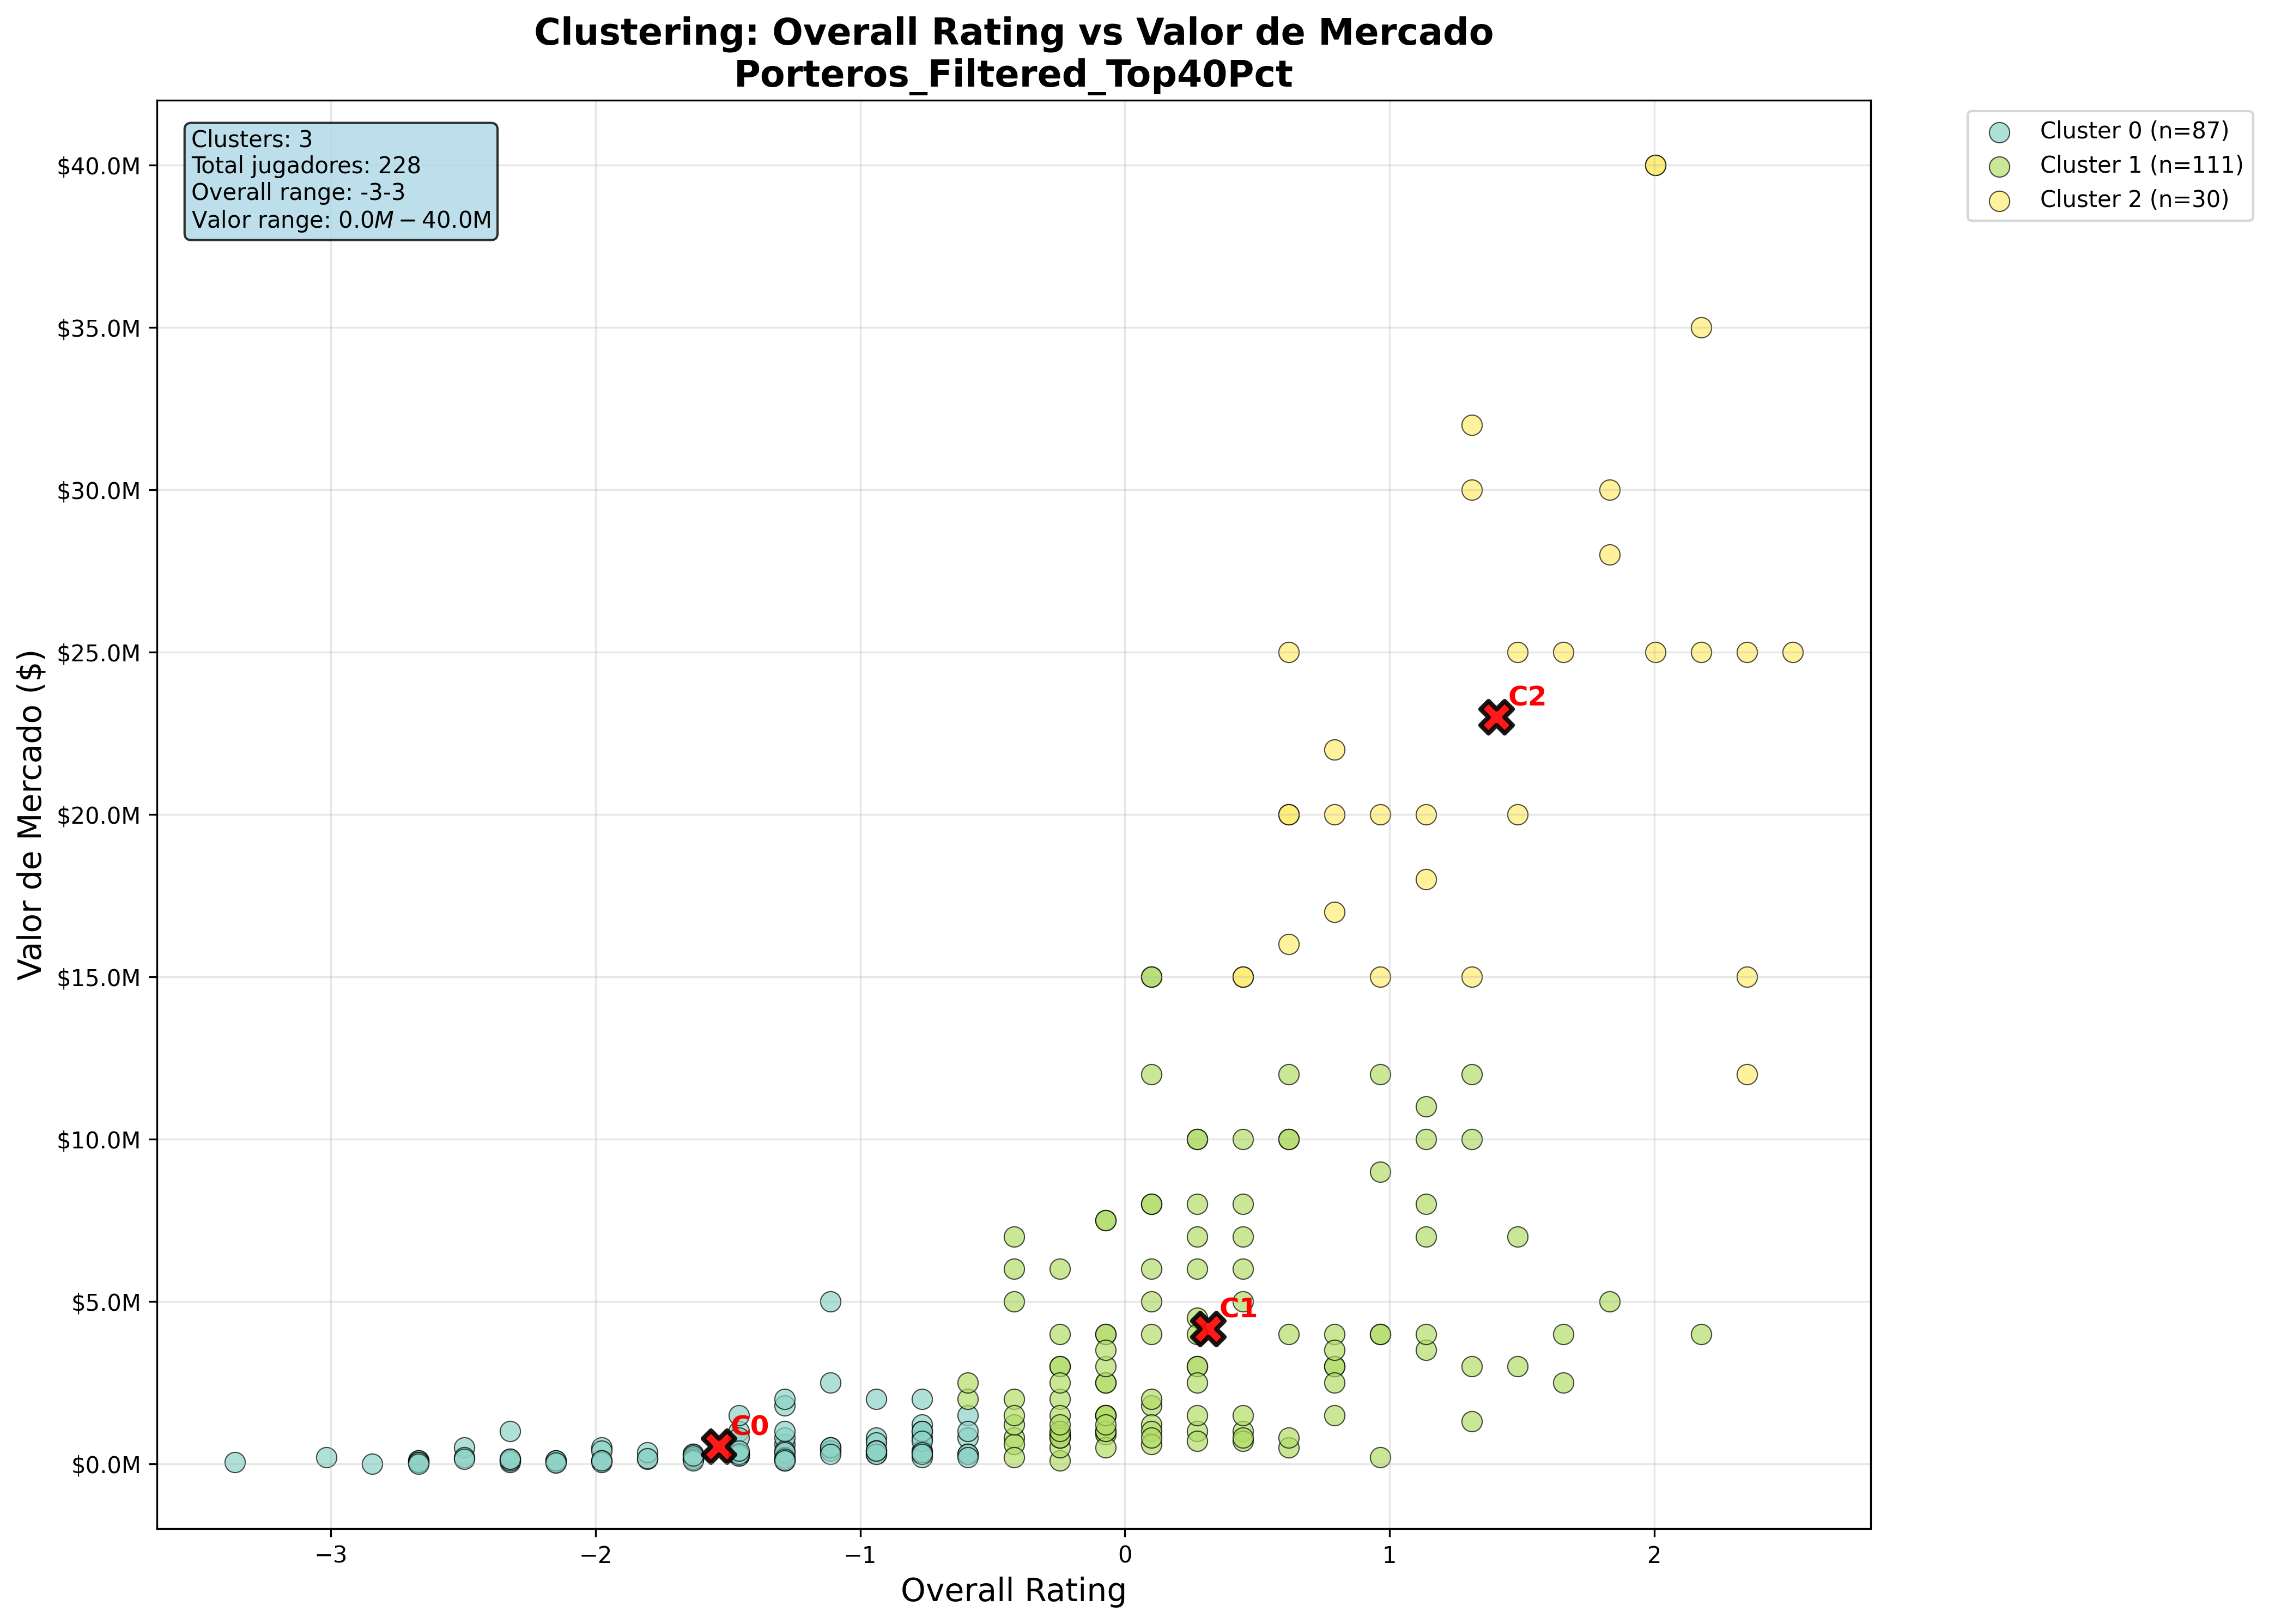 Clustering: Overall Rating vs Valor de Mercado
Porteros_Filtered_Top40Pct
Clusters: 3
Total jugadores: 228
Overall range: -3-3
Valor range: 0.0M − 40.0M
Cluster 0 (n=87)
Cluster 1 (n=111)
Cluster 2 (n=30)
Valor de Mercado ($)
$40.0M
$35.0M
$30.0M
$25.0M
$20.0M
$15.0M
$10.0M
$5.0M
$0.0M
C2
C1
C0
−3
−2
−1
0
1
2
Overall Rating